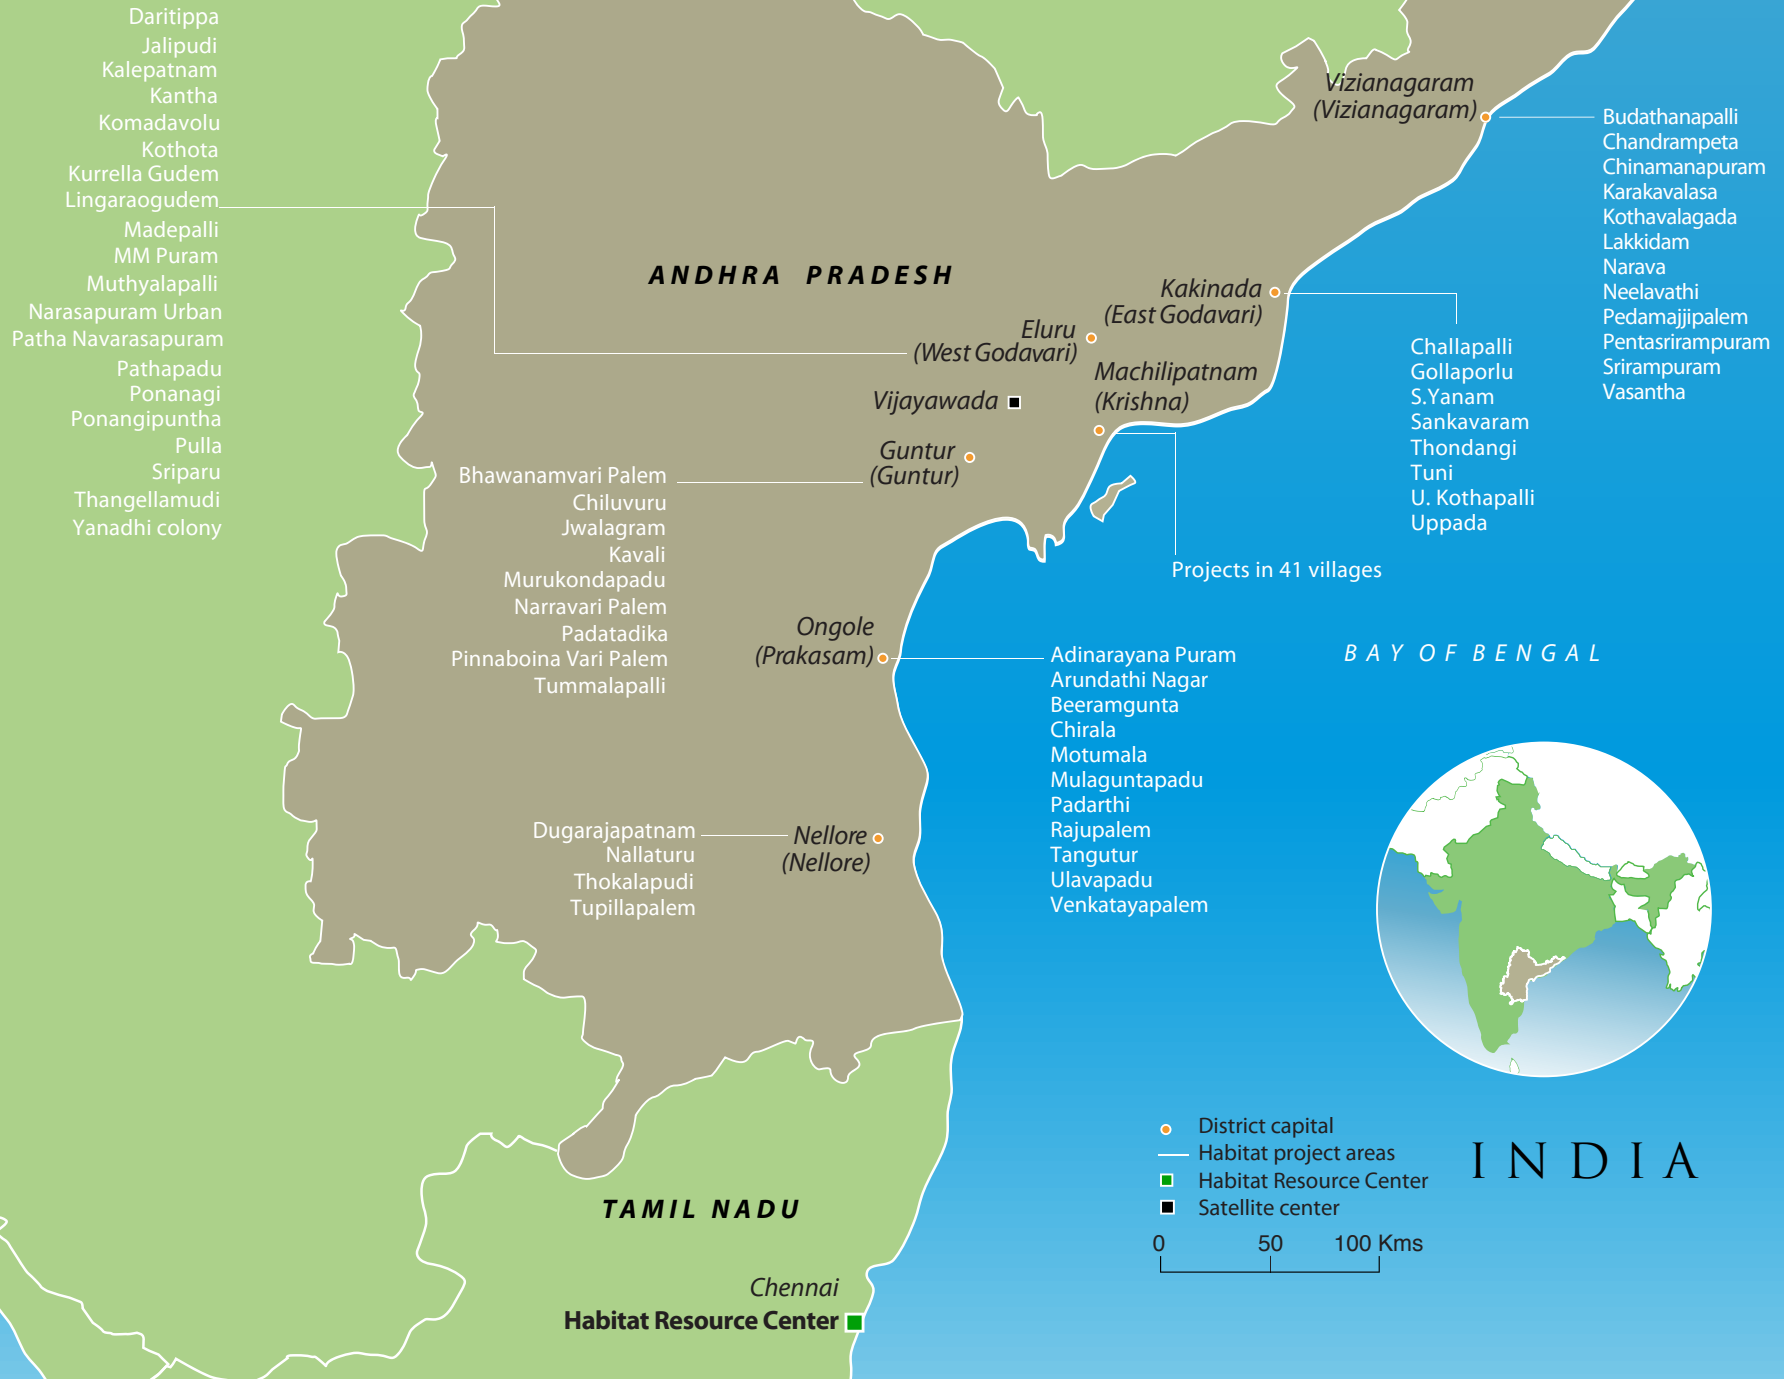 Daritippa
Jalipudi
Kalepatnam
Kantha
Komadavolu
Kothota
Kurrella Gudem
Lingaraogudem
Madepalli
MM Puram
Muthyalapalli
Narasapuram Urban
Patha Navarasapuram
Pathapadu
Ponanagi
Ponangipuntha
Pulla
Sriparu
Thangellamudi
Yanadhi colony
Vizianagaram
(Vizianagaram)
Budathanapalli
Chandrampeta
Chinamanapuram
Karakavalasa
Kothavalagada
Lakkidam
Narava
Neelavathi
Pedamajjipalem
Pentasrirampuram
Srirampuram
Vasantha
ANDHRA PRADESH
Kakinada
(East Godavari)
Eluru
(West Godavari)
Machilipatnam
(Krishna)
Vijayawada
Guntur
(Guntur)
Challapalli
Gollaporlu
S.Yanam
Sankavaram
Thondangi
Tuni
U. Kothapalli
Uppada
Bhawanamvari Palem
Chiluvuru
Jwalagram
Kavali
Murukondapadu
Narravari Palem
Padatadika
Pinnaboina Vari Palem
Tummalapalli
Projects in 41 villages
Ongole
(Prakasam)
Adinarayana Puram
Arundathi Nagar
Beeramgunta
Chirala
Motumala
Mulaguntapadu
Padarthi
Rajupalem
Tangutur
Ulavapadu
Venkatayapalem
BAY OF BENGAL
Dugarajapatnam
Nallaturu
Thokalapudi
Tupillapalem
Nellore
(Nellore)
District capital
Habitat project areas
Habitat Resource Center
Satellite center
0 50 100 Kms
INDIA
TAMIL NADU
Chennai
Habitat Resource Center